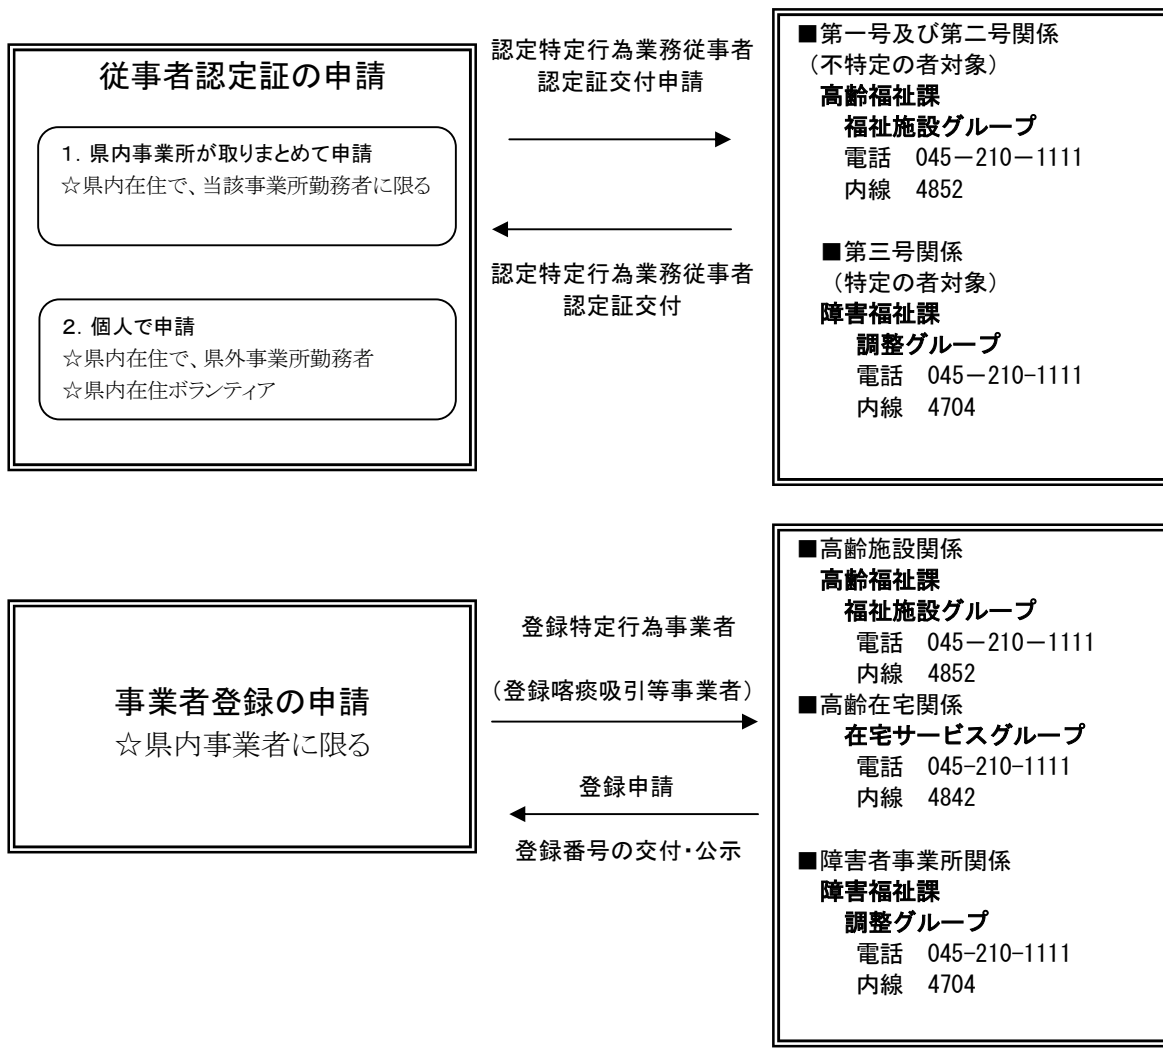 従事者認定証の申請
1．県内事業所が取りまとめて申請
☆県内在住で、当該事業所勤務者に限る
2．個人で申請
☆県内在住で、県外事業所勤務者
☆県内在住ボランティア
認定特定行為業務従事者
認定証交付申請
認定特定行為業務従事者
認定証交付
■第一号及び第二号関係
（不特定の者対象）
高齢福祉課
福祉施設グループ
電話　045－210－1111
内線　4852
■第三号関係
（特定の者対象）
障害福祉課
調整グループ
電話　045－210-1111
内線　4704
事業者登録の申請
☆県内事業者に限る
登録特定行為事業者
（登録喀痰吸引等事業者）
登録申請
登録番号の交付・公示
■高齢施設関係
高齢福祉課
福祉施設グループ
電話　045－210－1111
内線　4852
■高齢在宅関係
在宅サービスグループ
電話　045-210-1111
内線　4842
■障害者事業所関係
障害福祉課
調整グループ
電話　045-210-1111
内線　4704